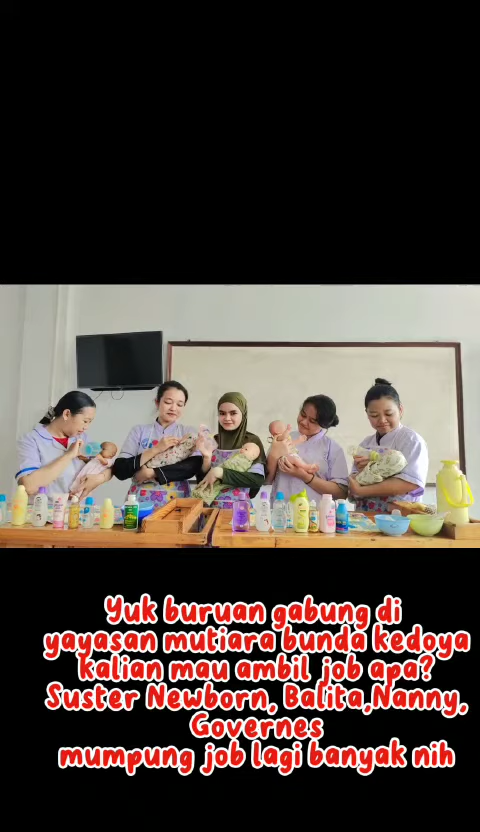 Yuk buruan gabung di
yayasan mutiara bunda kedoya
kalian mau ambil job apa?
Suster Newborn, Balita,Nanny,
Governes
mumpung job lagi banyak nih